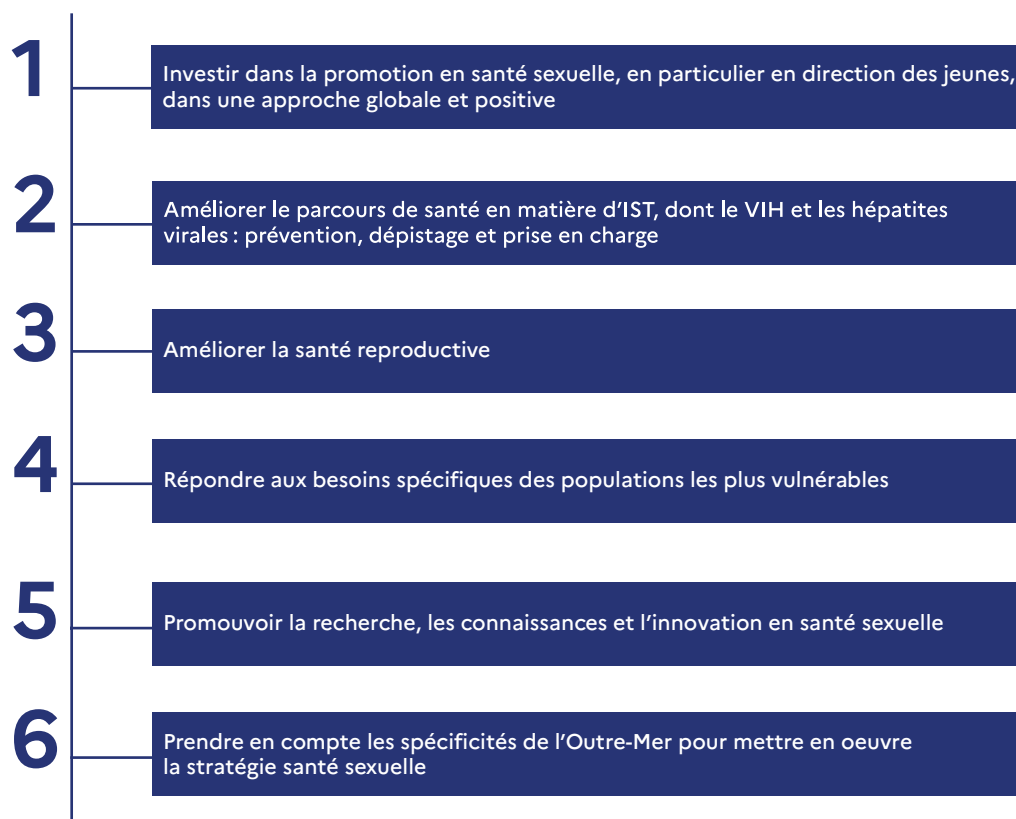 1
Investir dans la promotion en santé sexuelle, en particulier en direction des jeunes,
dans une approche globale et positive
2
Améliorer le parcours de santé en matière d'IST, dont le VIH et les hépatites
virales : prévention, dépistage et prise en charge
3
Améliorer la santé reproductive
4
Répondre aux besoins spécifiques des populations les plus vulnérables
5
Promouvoir la recherche, les connaissances et l'innovation en santé sexuelle
6
Prendre en compte les spécificités de l'Outre-Mer pour mettre en oeuvre
la stratégie santé sexuelle